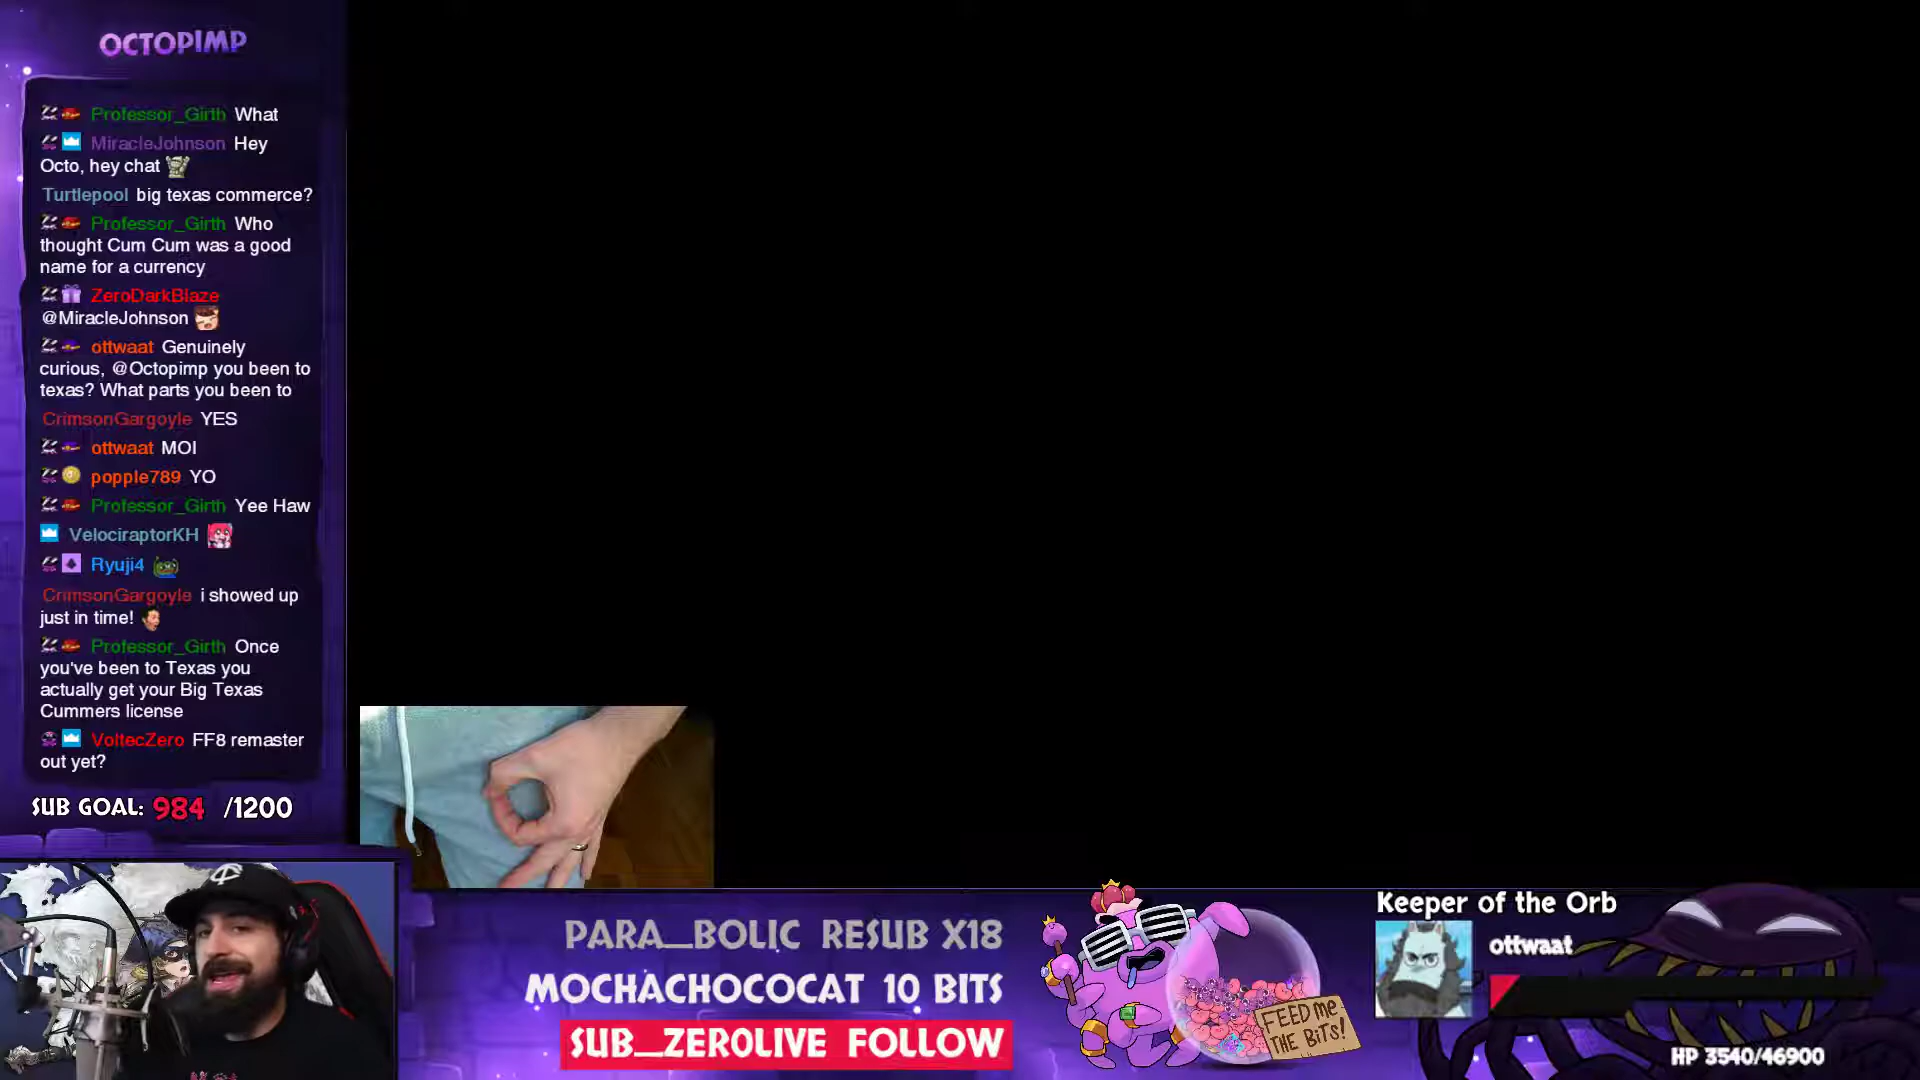 OCTOPIMP
Professor_Girth What
MiracleJohnson Hey
Octo, hey chat
Turtlepool big texas commerce?
Professor_Girth Who
thought Cum Cum was a good
name for a currency
ZeroDarkBlaze
@MiracleJohnson
ottwaat Genuinely
curious, @Octopimp you been to
texas? What parts you been to
CrimsonGargoyle YES
ottwaat MOI
popple789 YO
Professor_Girth Yee Haw
VelociraptorKH
Ryuji4
CrimsonGargoyle i showed up
just in time!
Professor_Girth Once
you've been to Texas you
actually get your Big Texas
Cummers license
VoltecZero FF8 remaster
out yet?
SUB GOAL: 984 /1200
PARA_BOLIC RESUB X18
MOCHACHOCOCAT 10 BITS
SUB_ZEROLIVE FOLLOW
FEED ME
THE BITS!
Keeper of the Orb
ottwaat
HP 3540/46900